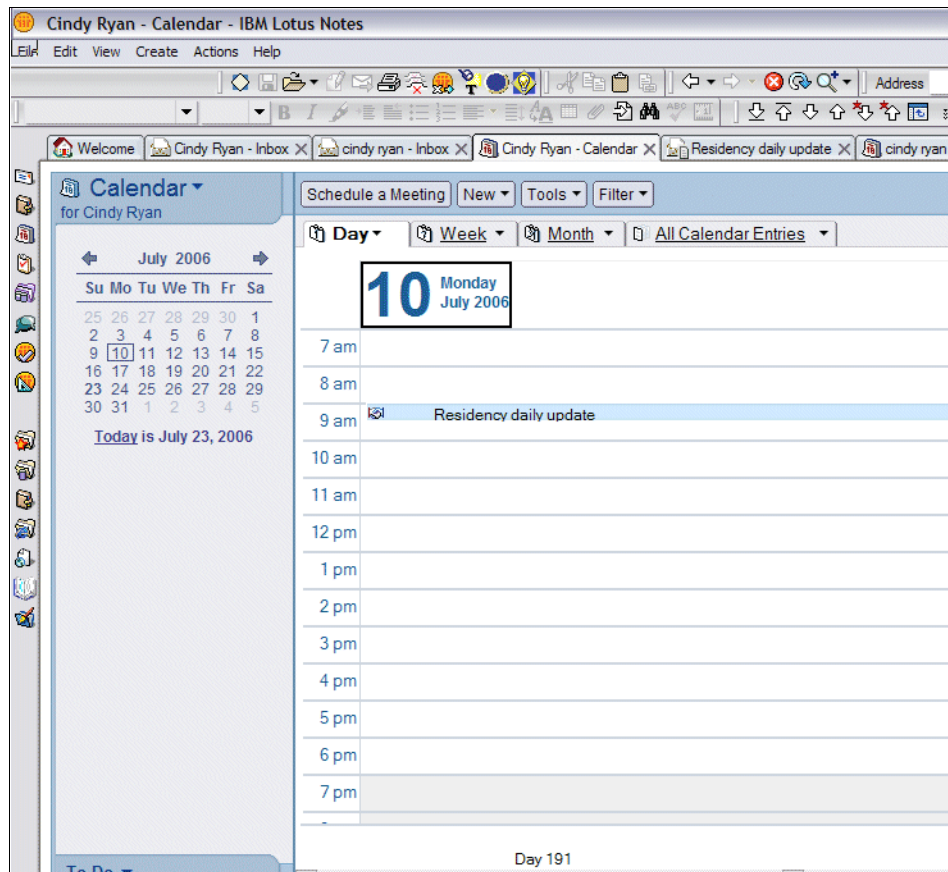 Cindy Ryan - Calendar - IBM Lotus Notes
File Edit View Create Actions Help
Address
Welcome Cindy Ryan - Inbox cindy ryan - Inbox Cindy Ryan - Calendar Residency daily update cindy ryan
Calendar
for Cindy Ryan
July 2006
Su Mo Tu We Th Fr Sa
25 26 27 28 29 30 1
2 3 4 5 6 7 8
9 10 11 12 13 14 15
16 17 18 19 20 21 22
23 24 25 26 27 28 29
30 31 1 2 3 4 5
Today is July 23, 2006
To Do
Schedule a Meeting New Tools Filter
Day Week Month All Calendar Entries
10 Monday
July 2006
7 am
8 am
9 am Residency daily update
10 am
11 am
12 pm
1 pm
2 pm
3 pm
4 pm
5 pm
6 pm
7 pm
Day 191